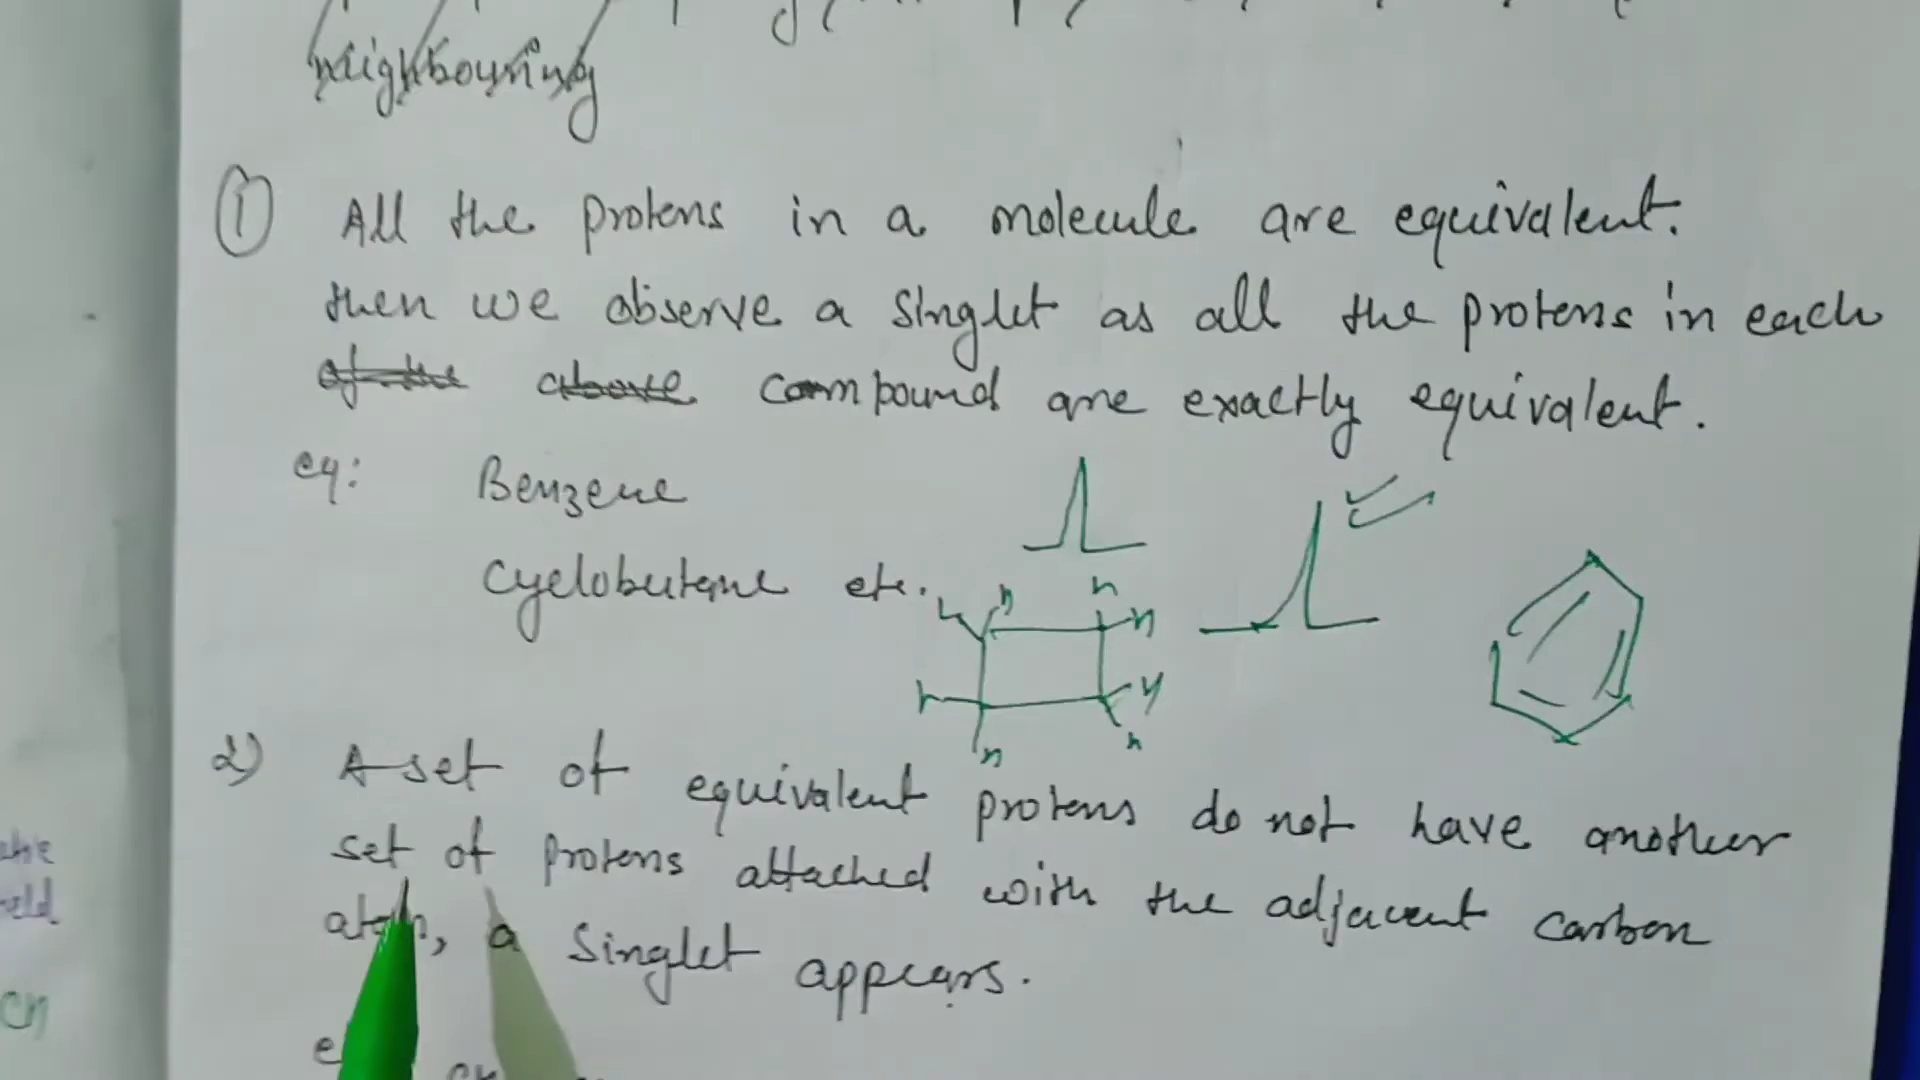 neighbouring
① All the protons in a molecule are equivalent.
then we observe a singlet as all the protons in each
of the above compound are exactly equivalent.
eg: Benzene
Cyclobutane etc.
H H H H
H H Y H
2) A set of equivalent protons do not have another
set of protons attached with the adjacent carbon
atom, a singlet appears.